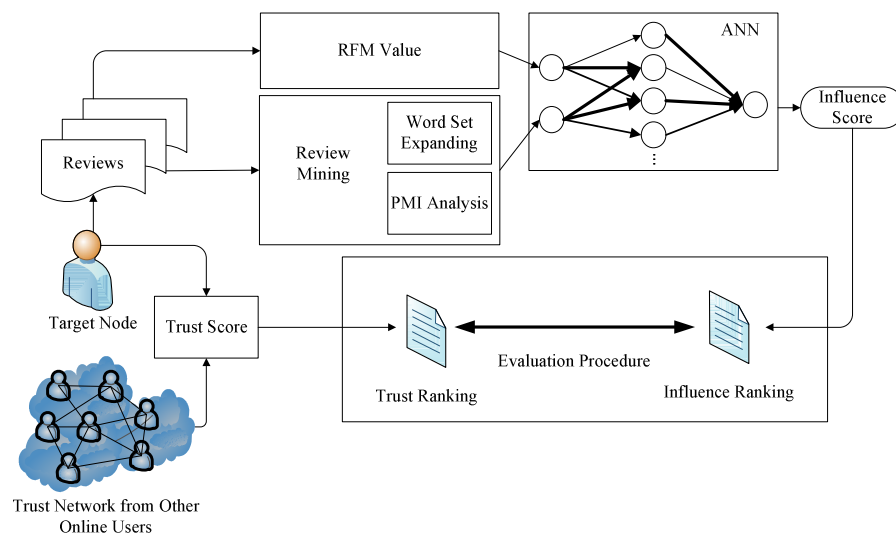 RFM Value
ANN
Reviews
Review
Mining
Word Set
Expanding
PMI Analysis
...
Influence
Score
Target Node
Trust Score
Trust Ranking
Evaluation Procedure
Influence Ranking
Trust Network from Other
Online Users